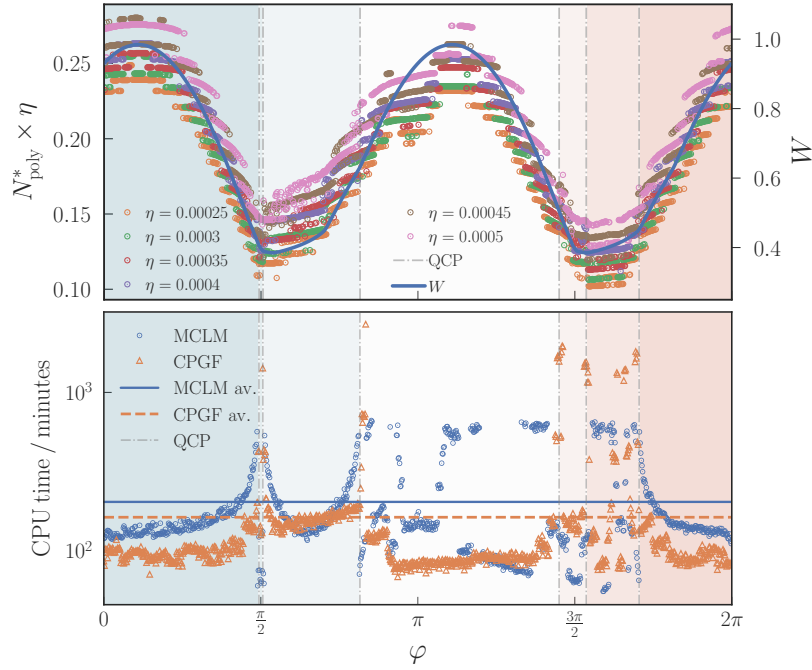 0.25
0.20
0.15
0.10
N*poly × η
1.0
0.8
0.6
0.4
W
η = 0.00025
η = 0.0003
η = 0.00035
η = 0.0004
η = 0.00045
η = 0.0005
QCP
W
MCLM
CPGF
MCLM av.
CPGF av.
QCP
10³
10²
CPU time / minutes
0
π/2
π
3π/2
2π
φ